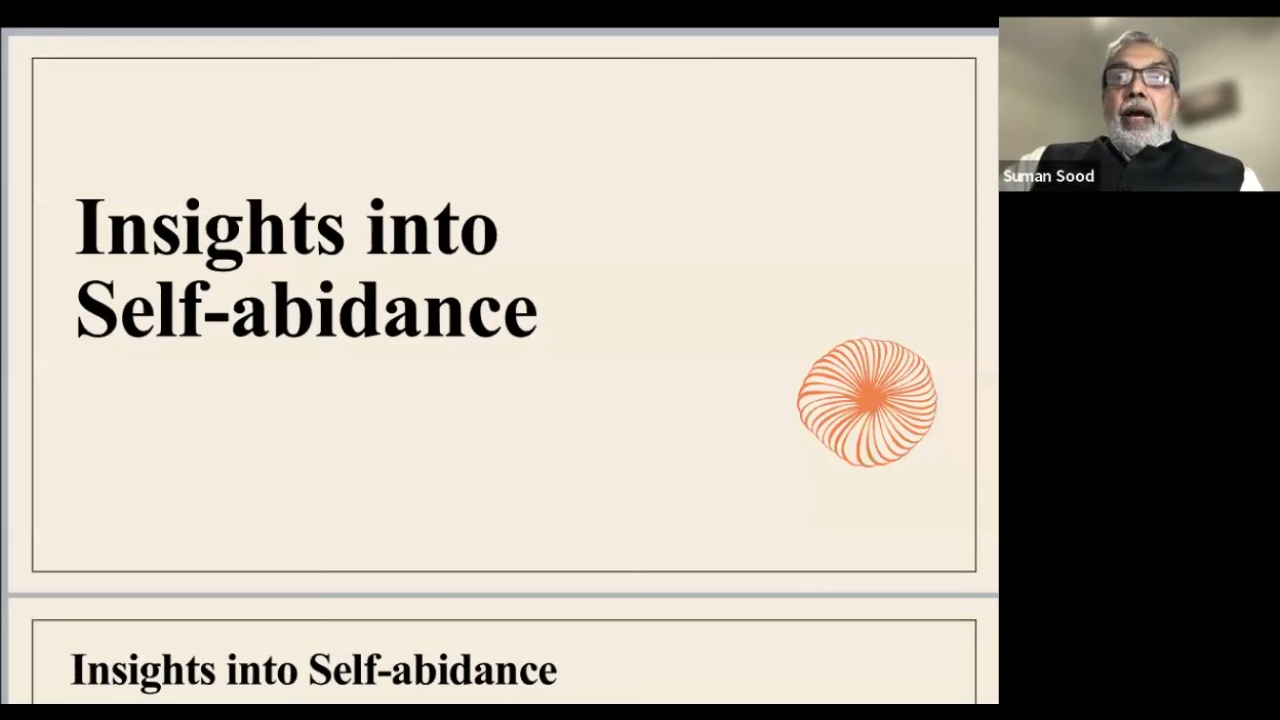 Insights into
Self-abidance
Suman Sood
Insights into Self-abidance